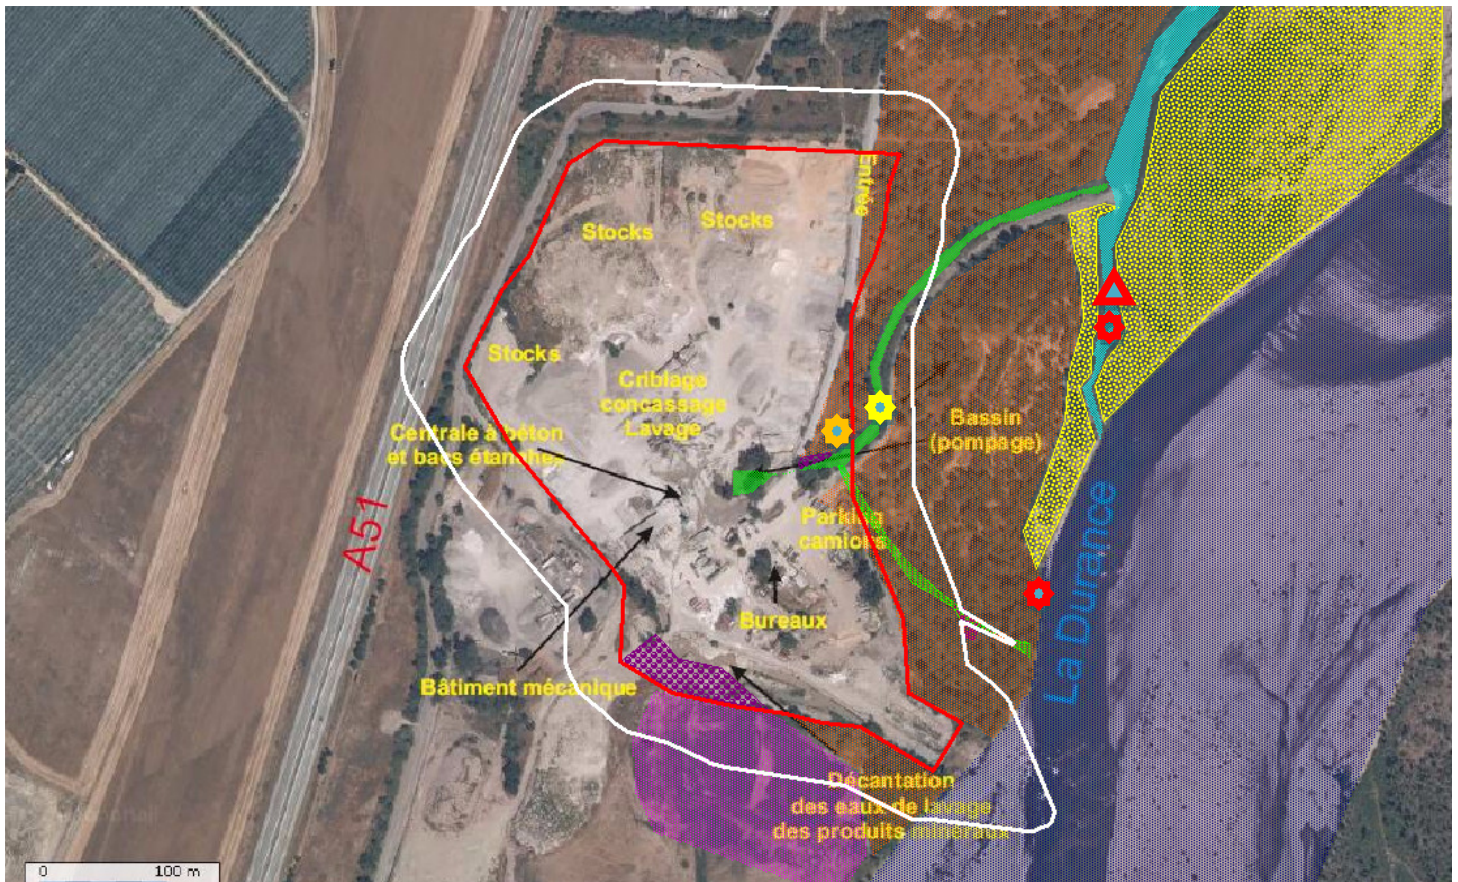 Entrée
Stocks
Stocks
Stocks
Criblage
concassage
Lavage
Centrale à béton
et bacs étanches
Bassin
(pompage)
A51
Parking
camions
La Durance
Bureaux
Bâtiment mécanique
Décantation
des eaux de lavage
des produits minéraux
0 100 m